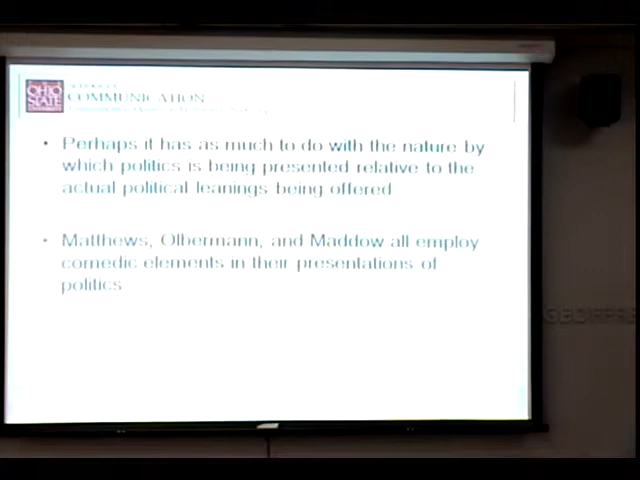 OHIO
STATE
COMMUNICATION
• Perhaps it has as much to do with the nature by
which politics is being presented relative to the
actual political leanings being offered
• Matthews, Olbermann, and Maddow all employ
comedic elements in their presentations of
politics